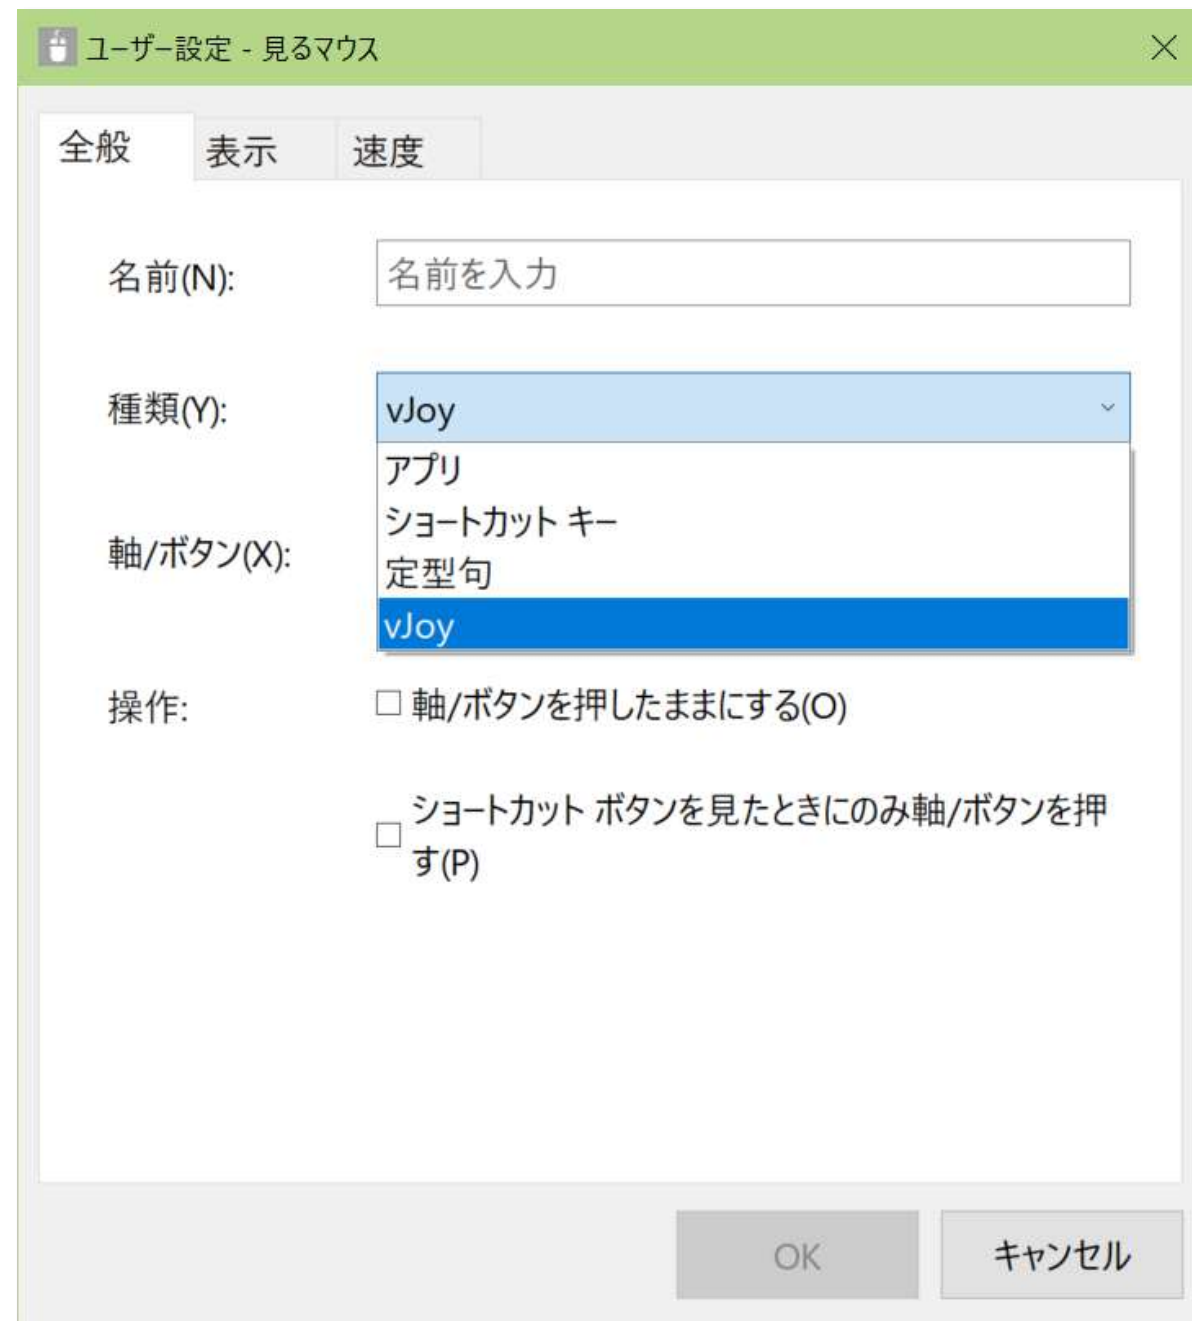 ユーザー設定 - 見るマウス
全般 表示 速度
名前(N): 名前を入力
種類(Y): vJoy
アプリ
ショートカット キー
軸/ボタン(X):
定型句
vJoy
操作: 軸/ボタンを押したままにする(O)
ショートカット ボタンを見たときにのみ軸/ボタンを押
す(P)
OK キャンセル